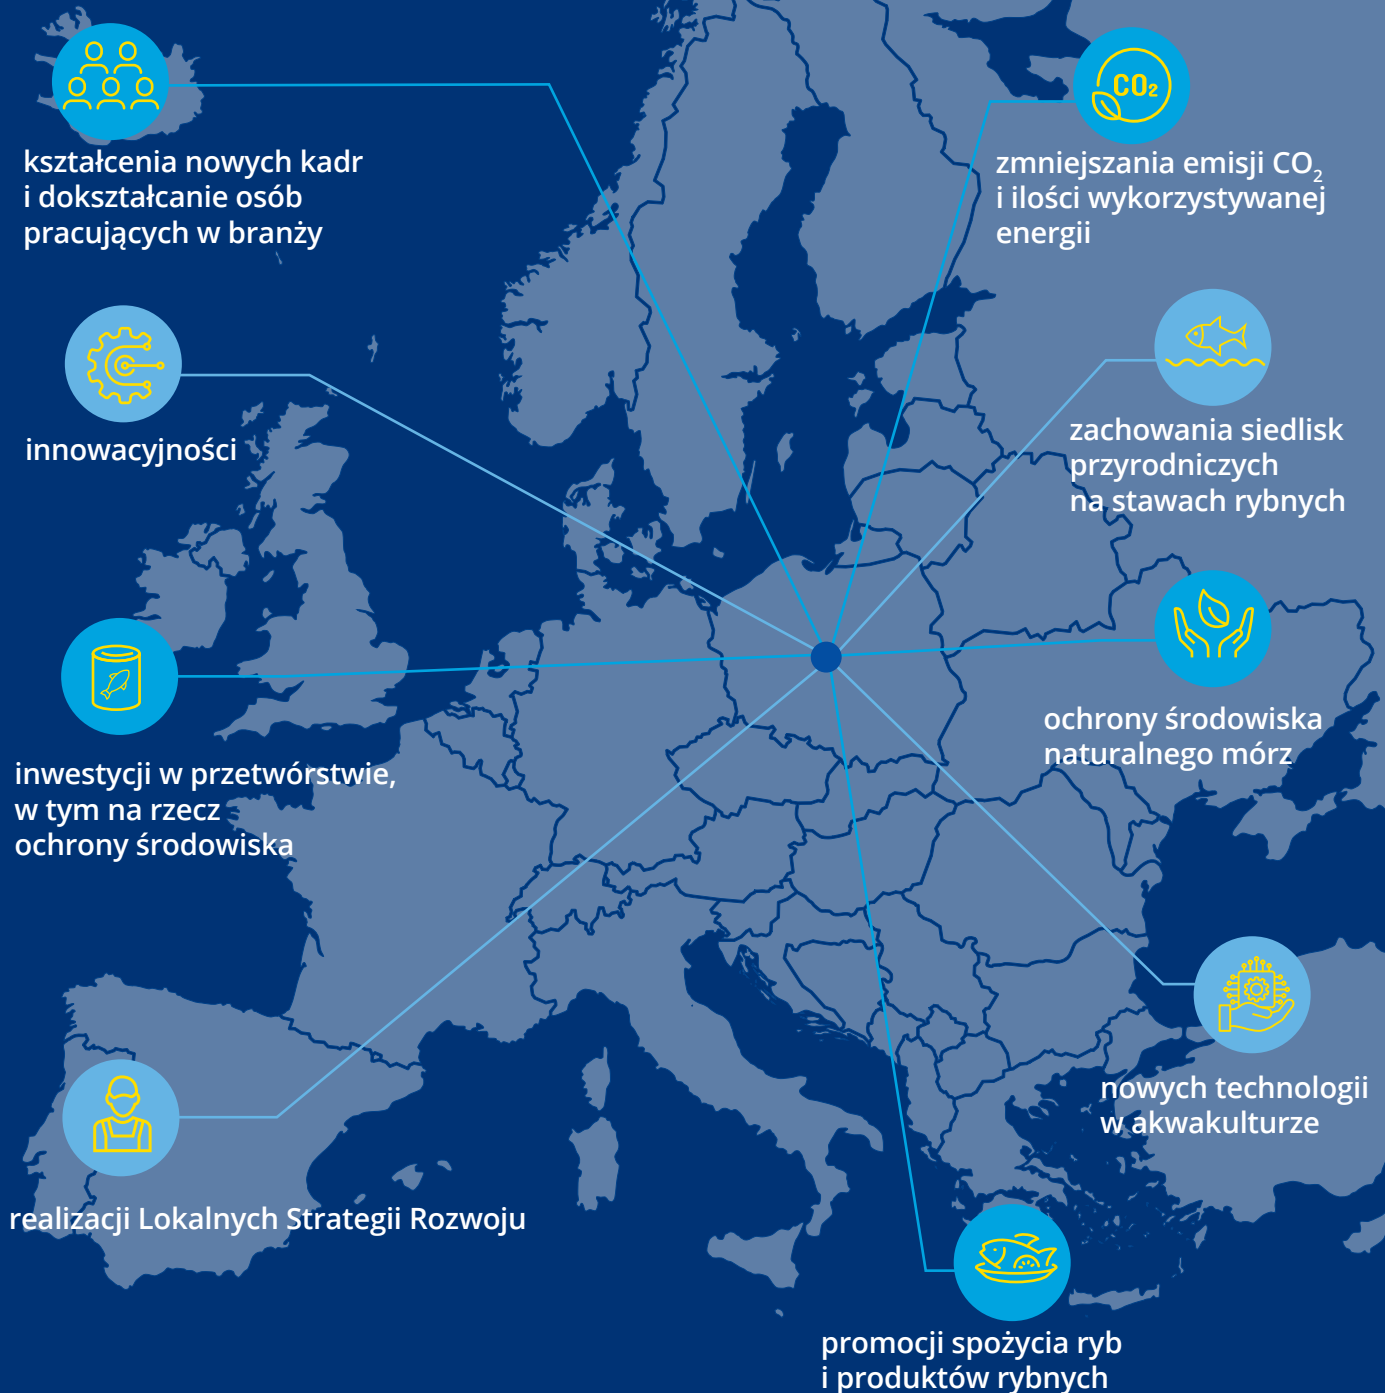 kształcenia nowych kadr
i dokształcanie osób
pracujących w branży
CO₂
zmniejszania emisji CO₂
i ilości wykorzystywanej
energii
innowacyjności
zachowania siedlisk
przyrodniczych
na stawach rybnych
inwestycji w przetwórstwie,
w tym na rzecz
ochrony środowiska
ochrony środowiska
naturalnego mórz
realizacji Lokalnych Strategii Rozwoju
nowych technologii
w akwakulturze
promocji spożycia ryb
i produktów rybnych